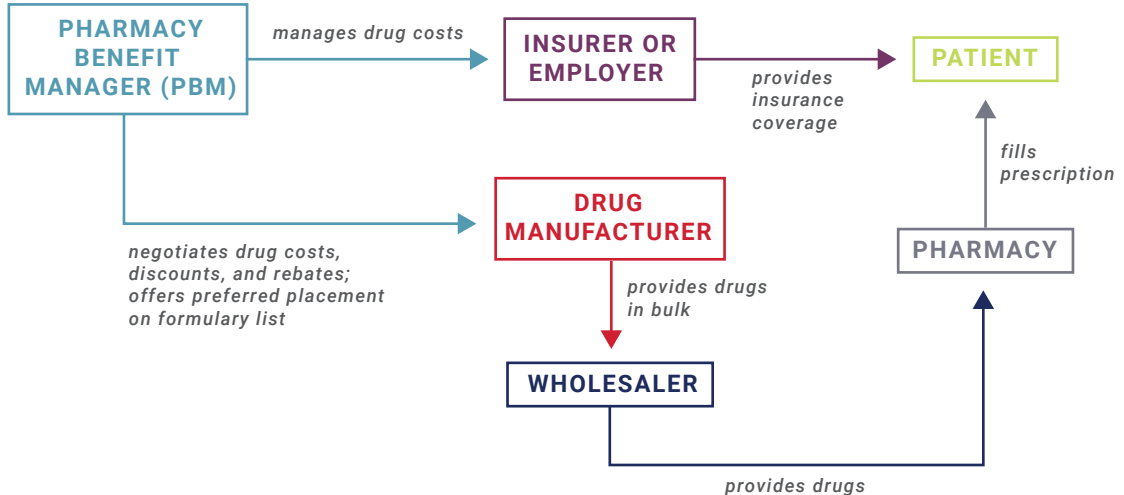 PHARMACY
BENEFIT
MANAGER (PBM)
manages drug costs
INSURER OR
EMPLOYER
provides
insurance
coverage
PATIENT
negotiates drug costs,
discounts, and rebates;
offers preferred placement
on formulary list
DRUG
MANUFACTURER
provides drugs
in bulk
WHOLESALER
provides drugs
PHARMACY
fills
prescription